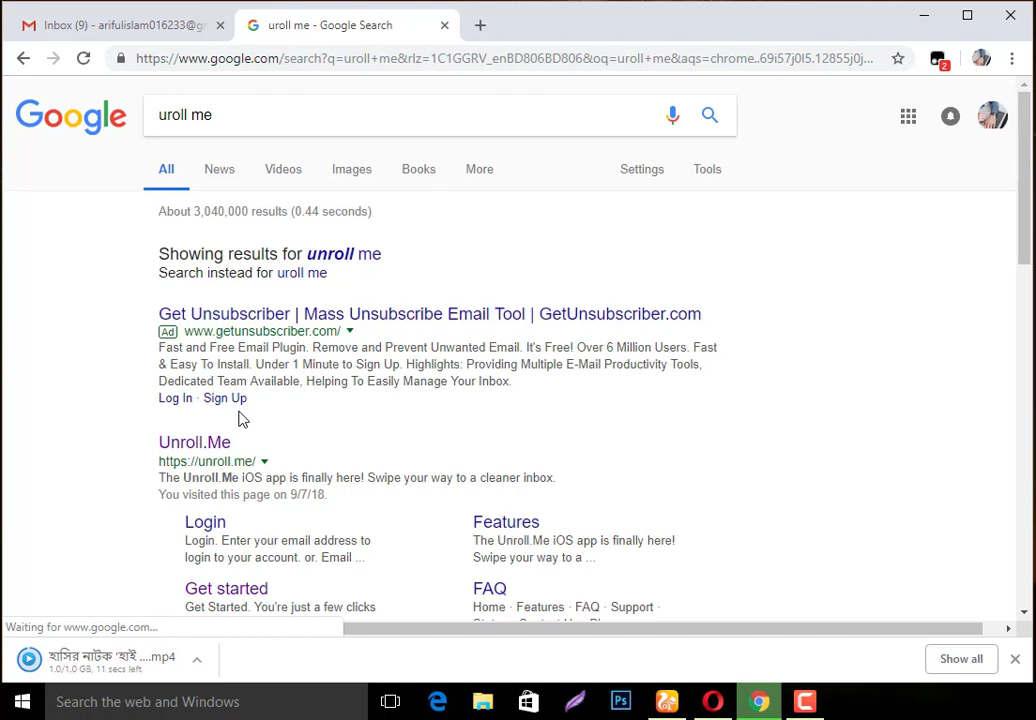 Inbox (9) - arifulislam016233@gr
uroll me - Google Search
https://www.google.com/search?q=uroll+me&rlz=1C1GGRV_enBD806BD806&oq=uroll+me&aqs=chrome..69i57j0l5.12855j0j...
2
Google
uroll me
All News Videos Images Books More Settings Tools
About 3,040,000 results (0.44 seconds)
Showing results for unroll me
Search instead for uroll me
Get Unsubscriber | Mass Unsubscribe Email Tool | GetUnsubscriber.com
Ad www.getunsubscriber.com/
Fast and Free Email Plugin. Remove and Prevent Unwanted Email. It's Free! Over 6 Million Users. Fast
& Easy To Install. Under 1 Minute to Sign Up. Highlights: Providing Multiple E-Mail Productivity Tools,
Dedicated Team Available, Helping To Easily Manage Your Inbox.
Log In · Sign Up
Unroll.Me
https://unroll.me/
The Unroll.Me iOS app is finally here! Swipe your way to a cleaner inbox.
You visited this page on 9/7/18.
Login
Login. Enter your email address to
login to your account. or. Email ...
Features
The Unroll.Me iOS app is finally here!
Swipe your way to a ...
Get started
Get Started. You're just a few clicks
FAQ
Home · Features · FAQ · Support ·
Waiting for www.google.com...
হাসির নাটক 'হাই ....mp4
1.0/1.0 GB, 11 secs left
Show all
Search the web and Windows
Ps